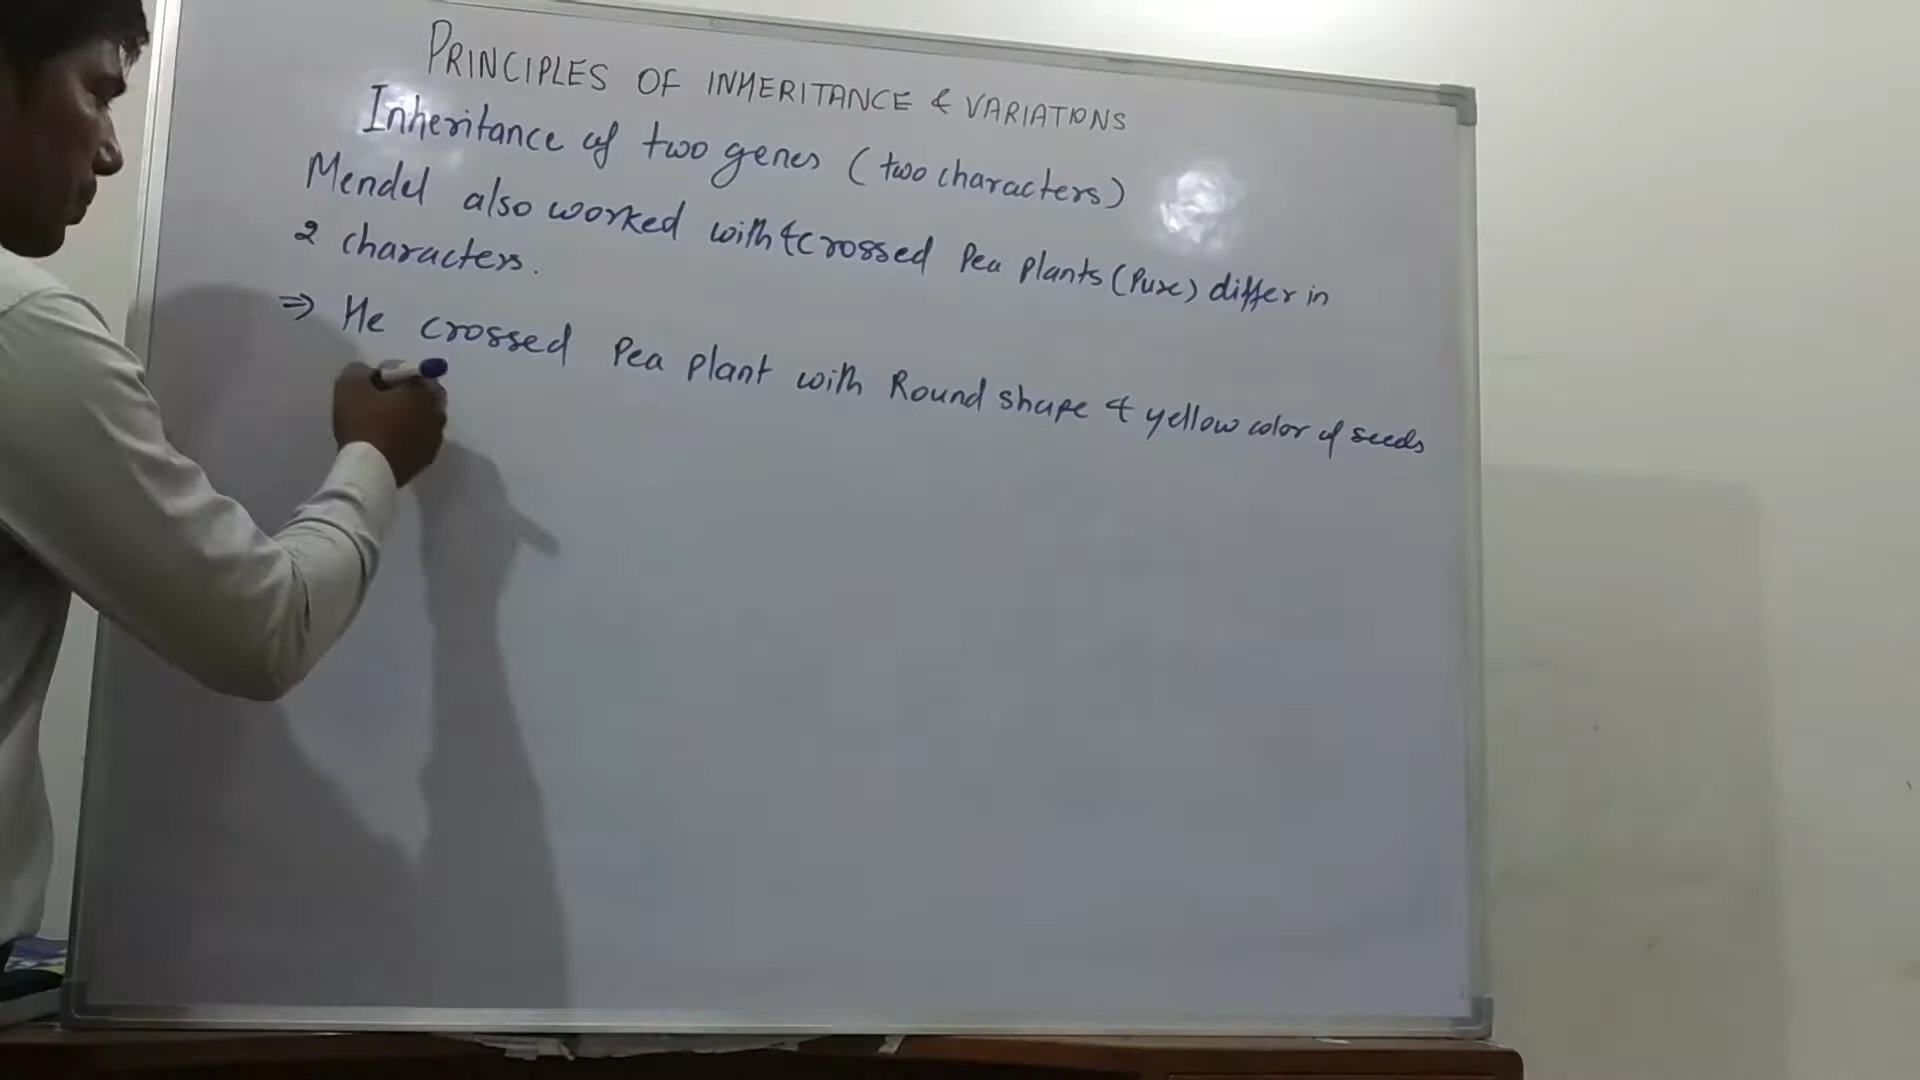 PRINCIPLES OF INHERITANCE & VARIATIONS
Inheritance of two genes (two characters)
Mendel also worked with & crossed Pea plants (Pure) differ in
2 characters.
⇒ He crossed Pea plant with Round shape & yellow color of seeds